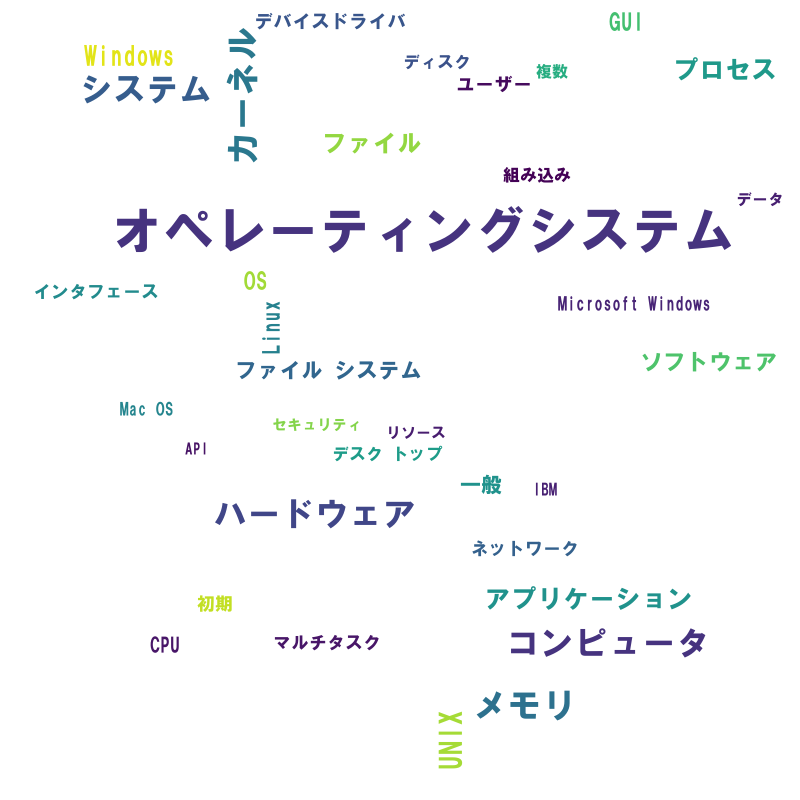 デバイスドライバ
GUI
Windows
カーネル
ディスク
複数
プロセス
システム
ユーザー
ファイル
組み込み
データ
オペレーティングシステム
OS
インタフェース
Linux
Microsoft Windows
ファイル システム
ソフトウェア
Mac OS
セキュリティ
リソース
API
デスク トップ
一般
IBM
ハードウェア
ネットワーク
初期
アプリケーション
CPU
マルチタスク
コンピュータ
メモリ
UNIX